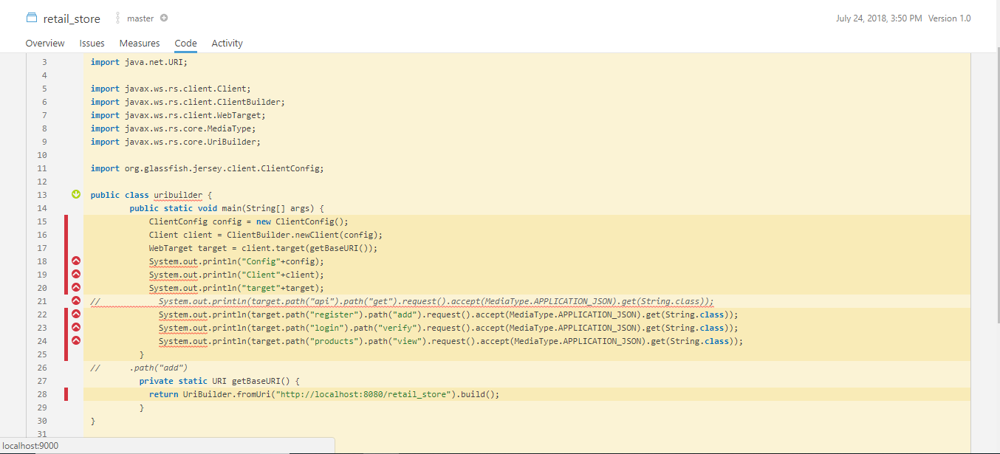 retail_store master July 24, 2018, 3:50 PM Version 1.0
Overview Issues Measures Code Activity
3 import java.net.URI;
4
5 import javax.ws.rs.client.Client;
6 import javax.ws.rs.client.ClientBuilder;
7 import javax.ws.rs.client.WebTarget;
8 import javax.ws.rs.core.MediaType;
9 import javax.ws.rs.core.UriBuilder;
10
11 import org.glassfish.jersey.client.ClientConfig;
12
13 public class uribuilder {
14 public static void main(String[] args) {
15 ClientConfig config = new ClientConfig();
16 Client client = ClientBuilder.newClient(config);
17 WebTarget target = client.target(getBaseURI());
18 System.out.println("Config"+config);
19 System.out.println("Client"+client);
20 System.out.println("target"+target);
21 // System.out.println(target.path("api").path("get").request().accept(MediaType.APPLICATION_JSON).get(String.class));
22 System.out.println(target.path("register").path("add").request().accept(MediaType.APPLICATION_JSON).get(String.class));
23 System.out.println(target.path("login").path("verify").request().accept(MediaType.APPLICATION_JSON).get(String.class));
24 System.out.println(target.path("products").path("view").request().accept(MediaType.APPLICATION_JSON).get(String.class));
25 }
26 // .path("add")
27 private static URI getBaseURI() {
28 return UriBuilder.fromUri("http://localhost:8080/retail_store").build();
29 }
30 }
31
localhost:9000